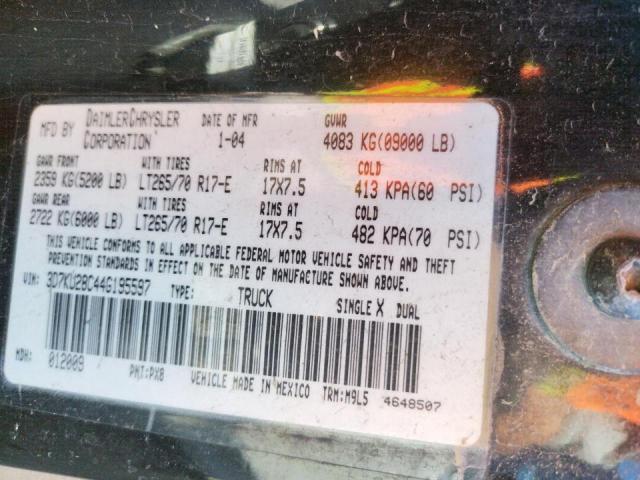 MFD BY DAIMLERCHRYSLER CORPORATION DATE OF MFR 1-04 GVWR 4083 KG(09000 LB)
GAWR FRONT WITH TIRES RIMS AT COLD
2359 KG(5200 LB) LT265/70 R17-E 17X7.5 413 KPA(60 PSI)
GAWR REAR WITH TIRES RIMS AT COLD
2722 KG(6000 LB) LT265/70 R17-E 17X7.5 482 KPA(70 PSI)
THIS VEHICLE CONFORMS TO ALL APPLICABLE FEDERAL MOTOR VEHICLE SAFETY AND THEFT
PREVENTION STANDARDS IN EFFECT ON THE DATE OF MANUFACTURE SHOWN ABOVE.
VIN: 3D7KU28C44G195597 TYPE: TRUCK SINGLE X DUAL
MDH: 012009 PNT:PX8 VEHICLE MADE IN MEXICO TRM:M9L5 4648507